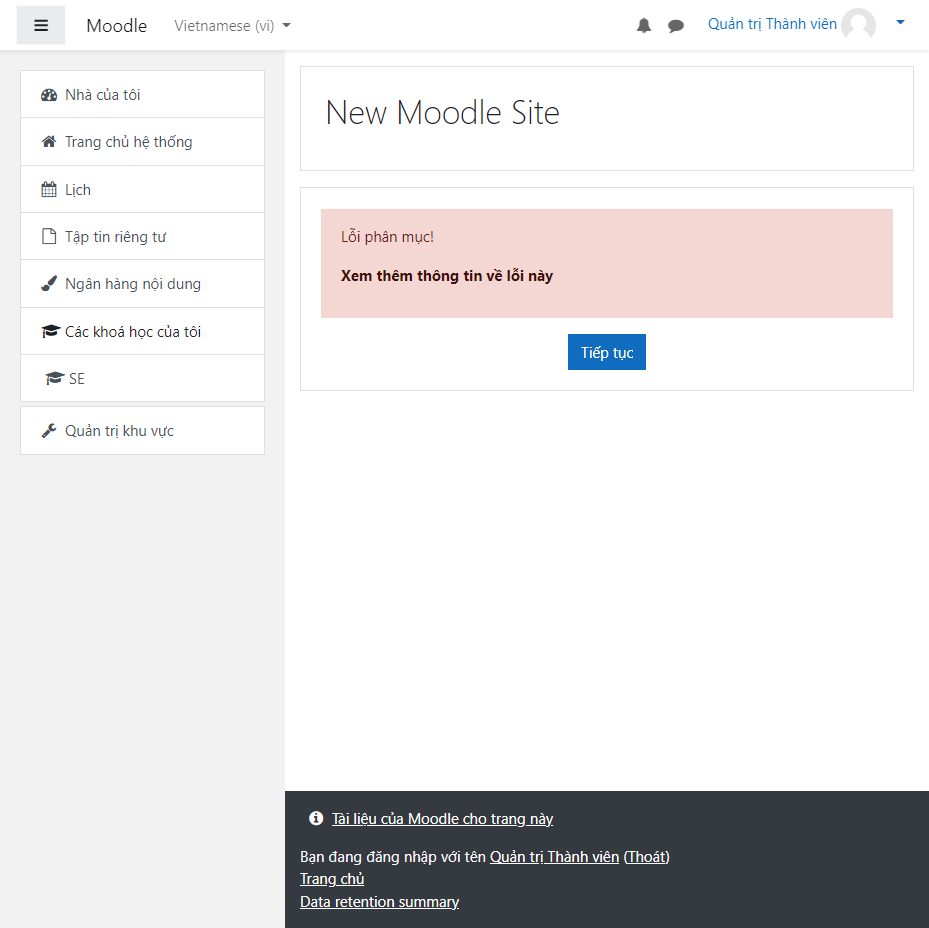 Moodle
Vietnamese (vi)
Quản trị Thành viên
Nhà của tôi
Trang chủ hệ thống
Lịch
Tập tin riêng tư
Ngân hàng nội dung
Các khoá học của tôi
SE
Quản trị khu vực
New Moodle Site
Lỗi phân mục!
Xem thêm thông tin về lỗi này
Tiếp tục
Tài liệu của Moodle cho trang này
Bạn đang đăng nhập với tên Quản trị Thành viên (Thoát)
Trang chủ
Data retention summary